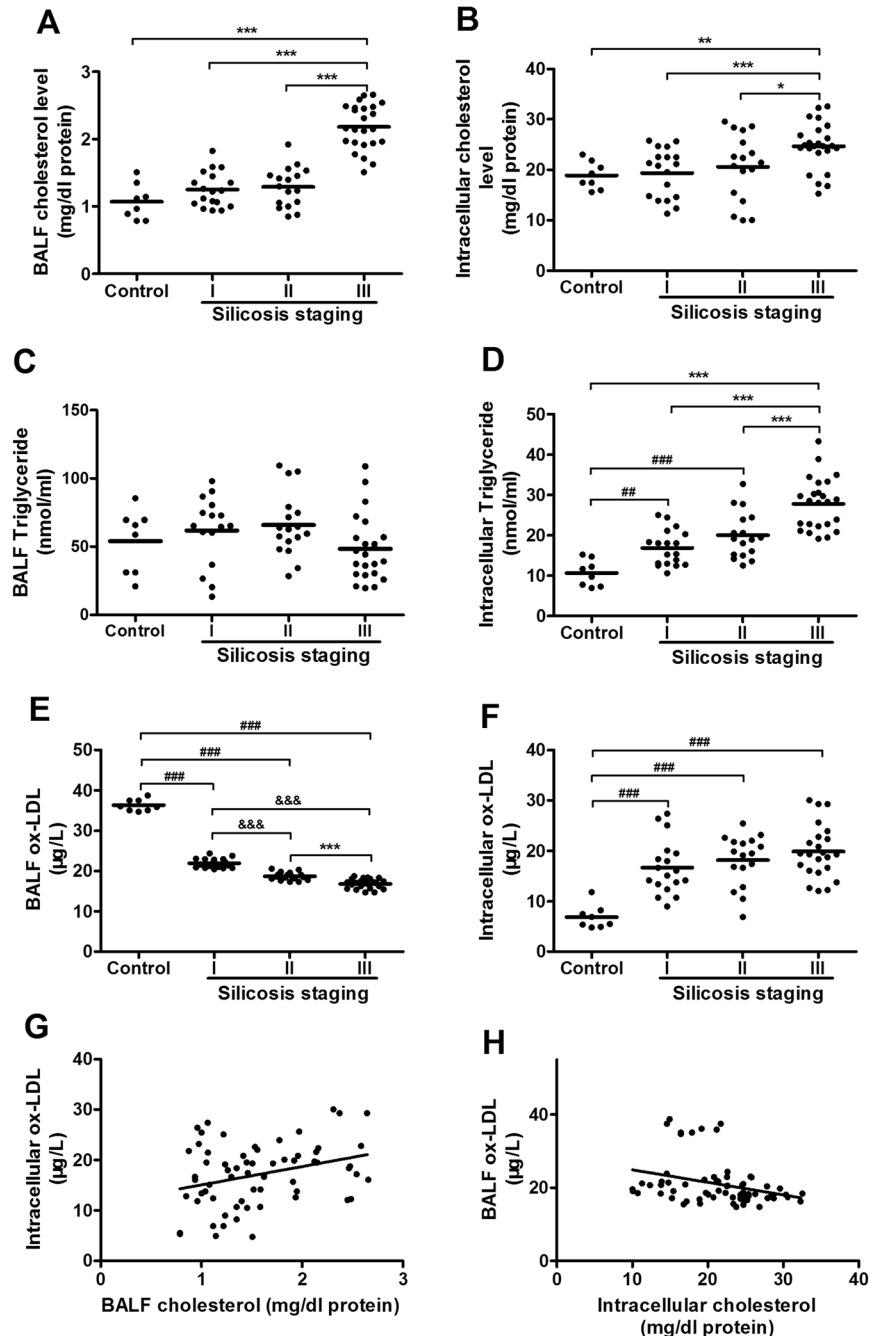 A
***
***
***
BALF cholesterol level
(mg/dl protein)
3
2
1
0
Control
I
II
III
Silicosis staging
B
**
***
*
Intracellular cholesterol
level
(mg/dl protein)
40
30
20
10
0
Control
I
II
III
Silicosis staging
C
BALF Triglyceride
(nmol/ml)
150
100
50
0
Control
I
II
III
Silicosis staging
D
***
***
***
###
##
Intracellular Triglyceride
(nmol/ml)
50
40
30
20
10
0
Control
I
II
III
Silicosis staging
E
###
###
###
&&&
&&&
***
BALF ox-LDL
(µg/L)
50
40
30
20
10
0
Control
I
II
III
Silicosis staging
F
###
###
###
Intracellular ox-LDL
(µg/L)
40
30
20
10
0
Control
I
II
III
Silicosis staging
G
Intracellular ox-LDL
(µg/L)
40
30
20
10
0
0
1
2
3
BALF cholesterol (mg/dl protein)
H
BALF ox-LDL
(µg/L)
40
20
0
0
10
20
30
40
Intracellular cholesterol
(mg/dl protein)